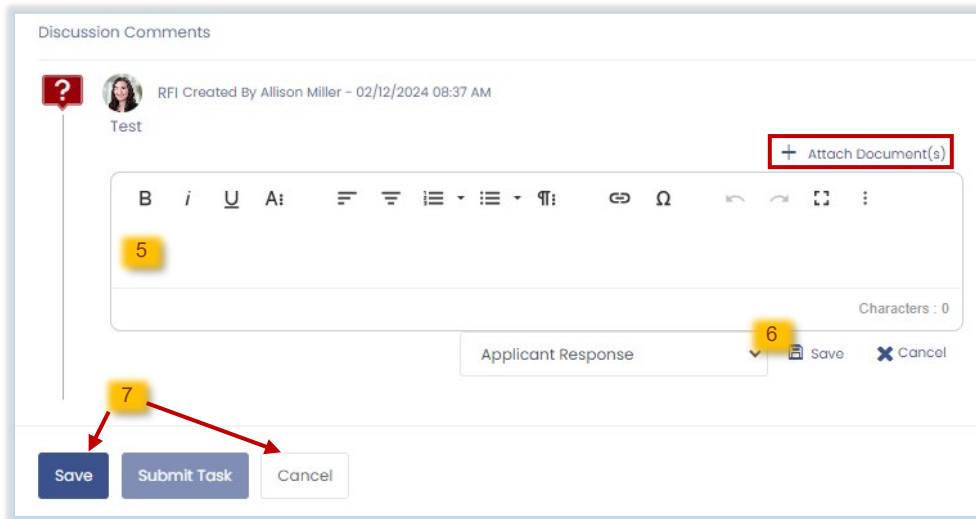 Discussion Comments
?
RFI Created By Allison Miller - 02/12/2024 08:37 AM
Test
+ Attach Document(s)
B i U A
5
Characters : 0
6
Applicant Response Save Cancel
7
Save Submit Task Cancel